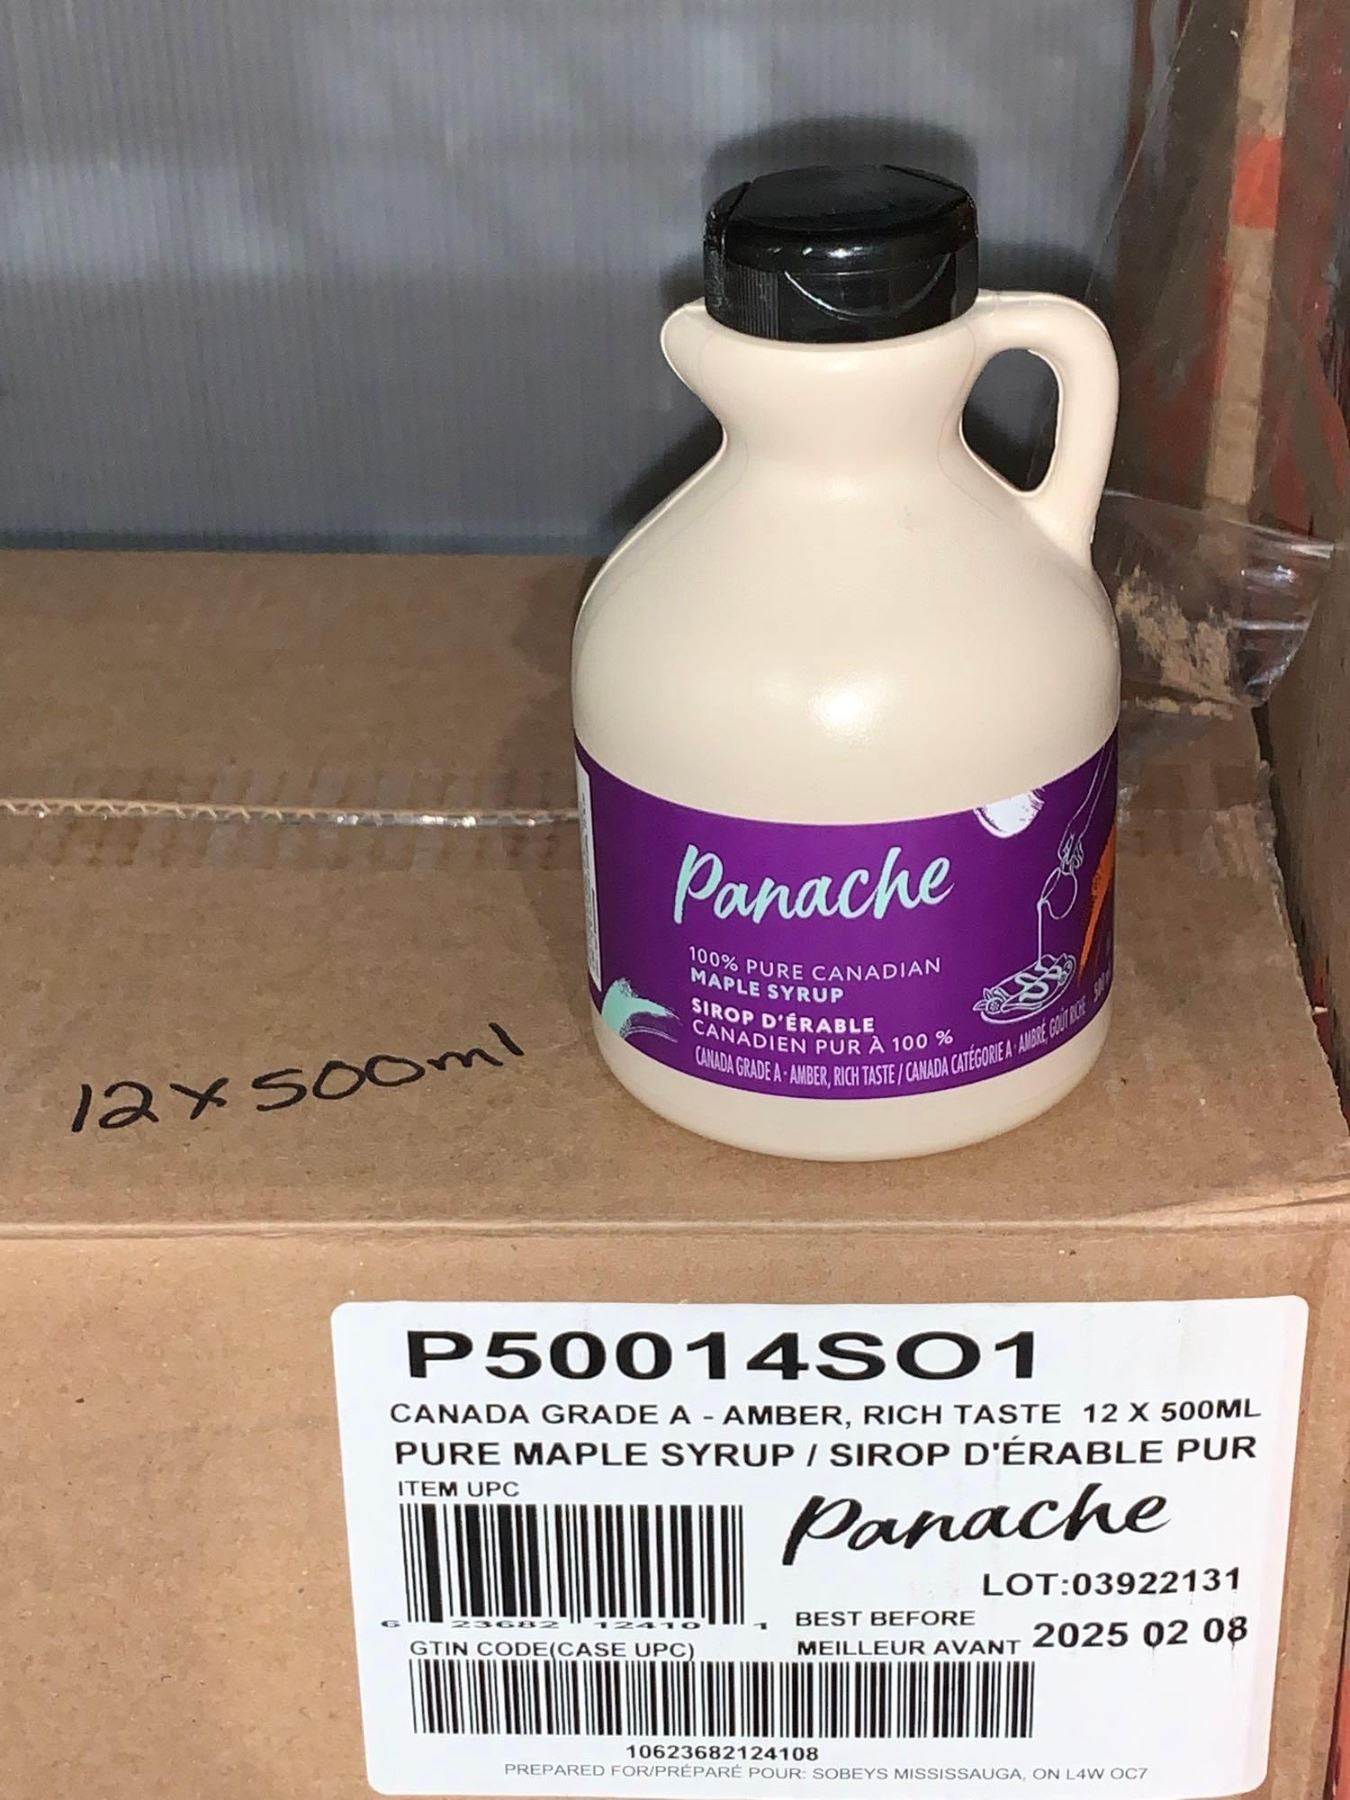 Panache
100% PURE CANADIAN
MAPLE SYRUP
SIROP D'ÉRABLE
CANADIEN PUR À 100 %
CANADA GRADE A - AMBER, RICH TASTE / CANADA CATÉGORIE A - AMBRÉ, GOÛT RICHE
12 x 500ml
P50014SO1
CANADA GRADE A - AMBER, RICH TASTE 12 X 500ML
PURE MAPLE SYRUP / SIROP D'ÉRABLE PUR
ITEM UPC
Panache
LOT:03922131
6 23682 12410 1
BEST BEFORE
MEILLEUR AVANT 2025 02 08
GTIN CODE(CASE UPC)
10623682124108
PREPARED FOR/PRÉPARÉ POUR: SOBEYS MISSISSAUGA, ON L4W OC7